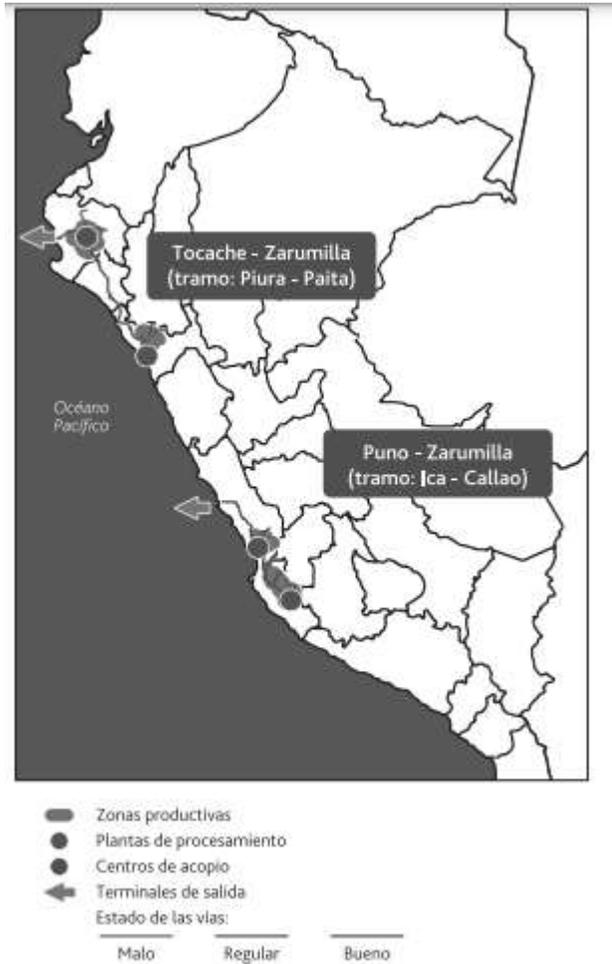 Tocache - Zarumilla
(tramo: Piura - Paita)
Océano
Pacífico
Puno - Zarumilla
(tramo: Ica - Callao)
Zonas productivas
Plantas de procesamiento
Centros de acopio
Terminales de salida
Estado de las vías:
Malo Regular Bueno